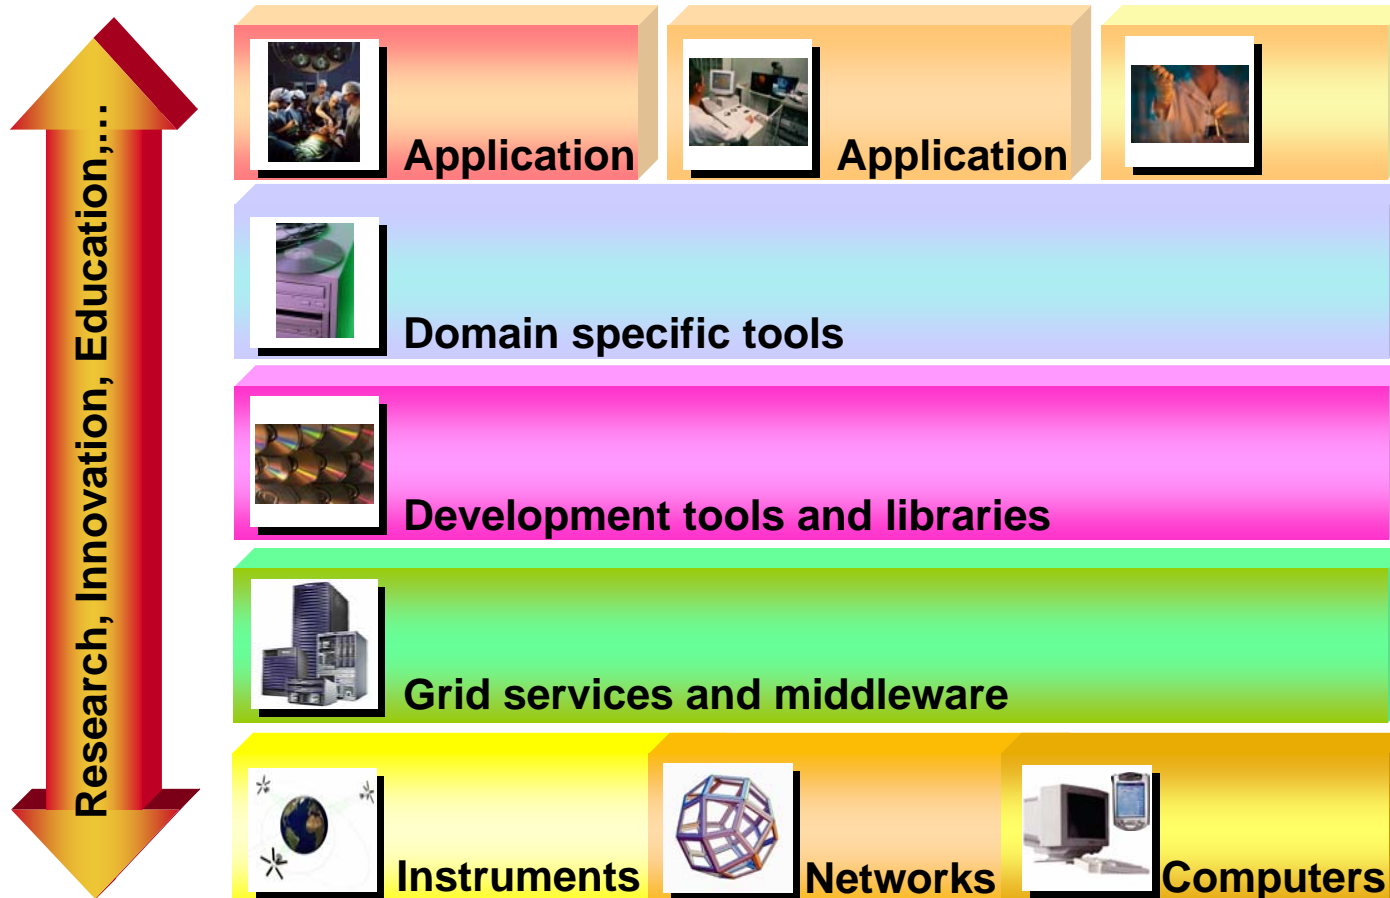 Research, Innovation, Education,...
Application
Application
Domain specific tools
Development tools and libraries
Grid services and middleware
Instruments
Networks
Computers